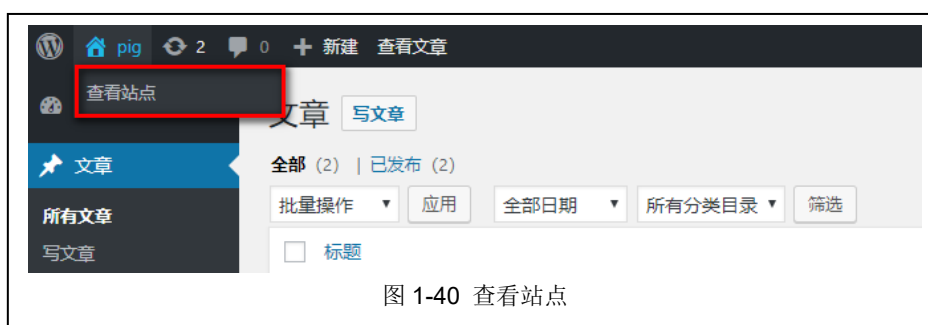 pig 2 0 新建 查看文章
查看站点
文章 写文章
文章
全部 (2) | 已发布 (2)
所有文章
批量操作 应用 全部日期 所有分类目录 筛选
写文章
标题
图 1-40 查看站点